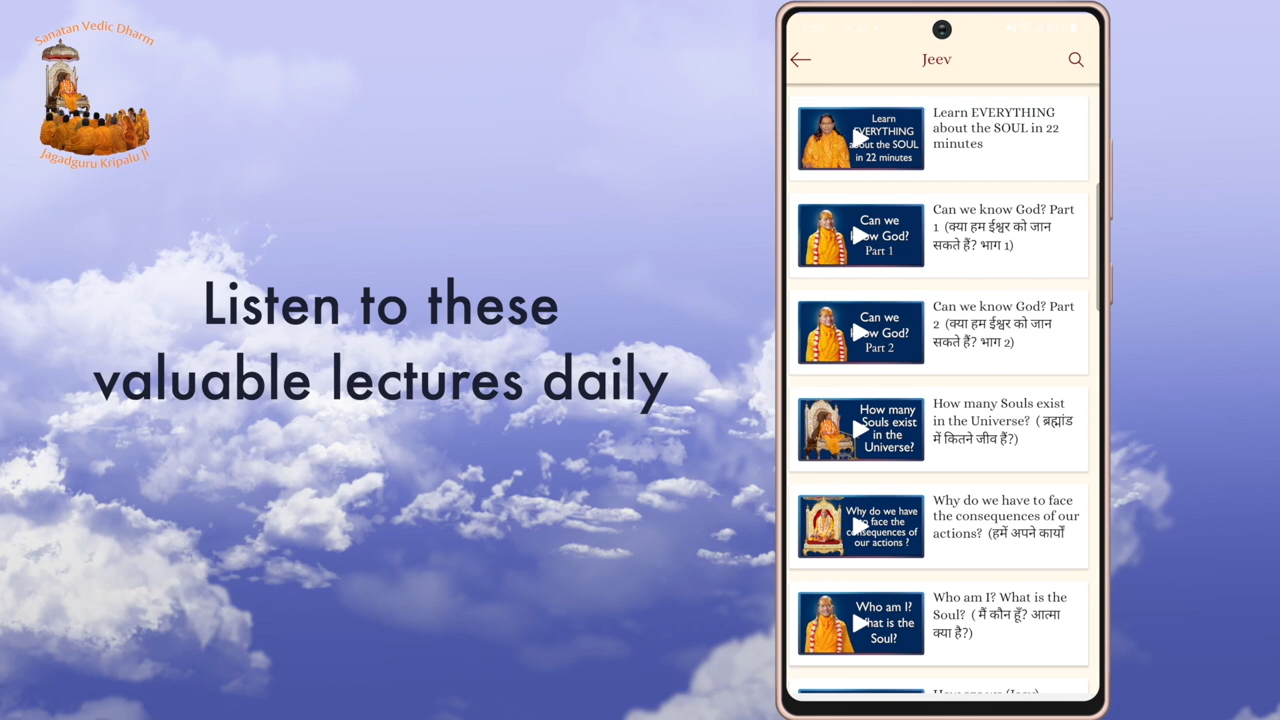 Sanatan Vedic Dharm
Jagadguru Kripalu Ji
Listen to these
valuable lectures daily
Jeev
Learn
EVERYTHING
about the SOUL
in 22 minutes
Learn EVERYTHING
about the SOUL in 22
minutes
Can we
know God?
Part 1
Can we know God? Part
1 (क्या हम ईश्वर को जान
सकते हैं? भाग 1)
Can we
know God?
Part 2
Can we know God? Part
2 (क्या हम ईश्वर को जान
सकते हैं? भाग 2)
How many
Souls exist
in the
Universe?
How many Souls exist
in the Universe? ( ब्रह्मांड
में कितने जीव हैं?)
Why do we have
to face the
consequences of
our actions ?
Why do we have to face
the consequences of our
actions? (हमें अपने कार्यों
Who am I?
What is the
Soul?
Who am I? What is the
Soul? ( मैं कौन हूँ? आत्मा
क्या है?)